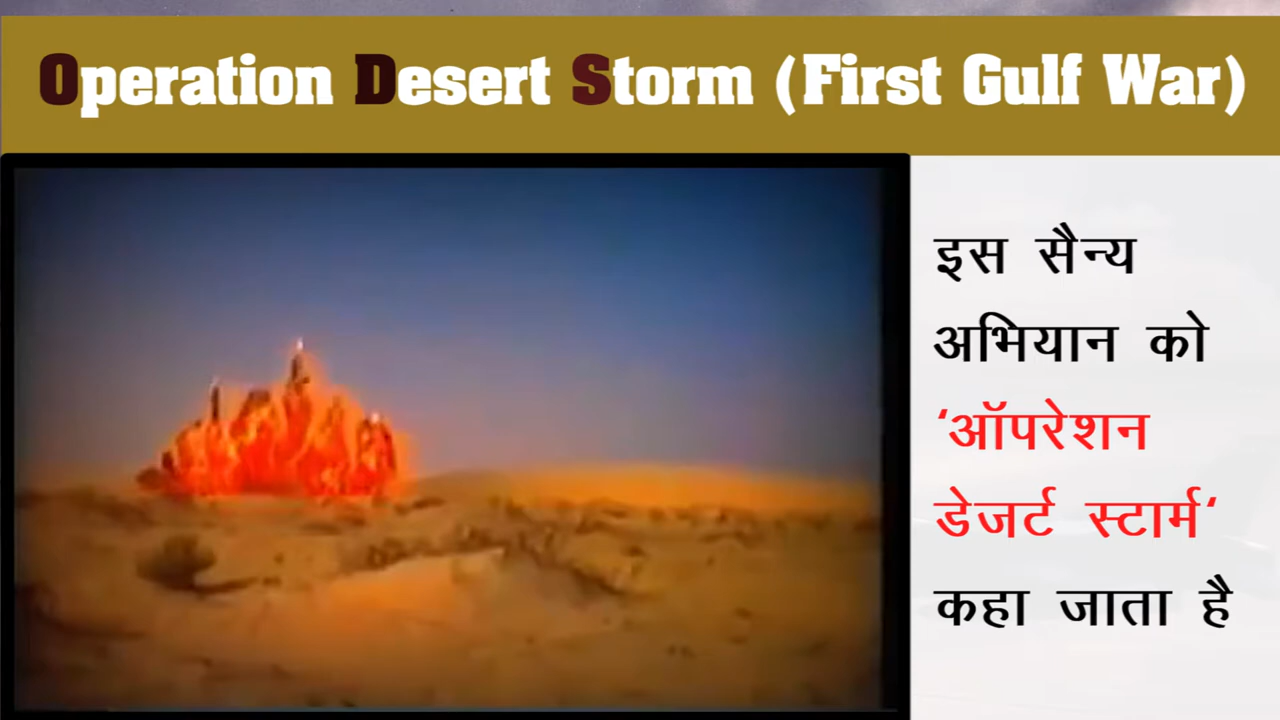 Operation Desert Storm (First Gulf War)
इस सैन्य
अभियान को
‘ऑपरेशन
डेजर्ट स्टार्म‘
कहा जाता है